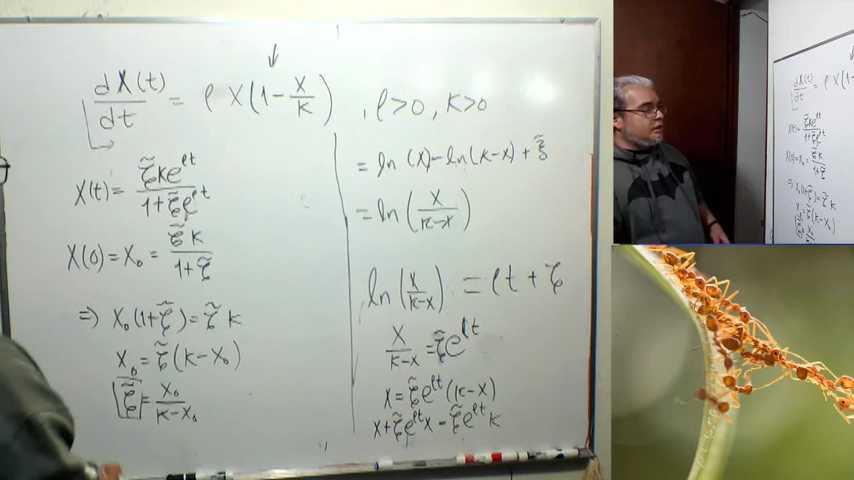 dX(t)/dt = ℓ X(1 - X/K) , ℓ>0 , K>0
X(t) = ξ̃Ke^{ℓt} / 1+ξ̃e^{ℓt}
X(0) = X₀ = ξ̃K / 1+ξ̃
⇒ X₀(1+ξ̃) = ξ̃ K
X₀ = ξ̃(K-X₀)
ξ̃ = X₀/K-X₀
= ln(X) - ln(K-X) + ξ̃
= ln(X/K-X)
ln(X/K-X) = ℓt + ξ
X/K-X = ξ̃e^{ℓt}
X = ξ̃e^{ℓt}(K-X)
X+ξ̃e^{ℓt}X = ξ̃e^{ℓt}K